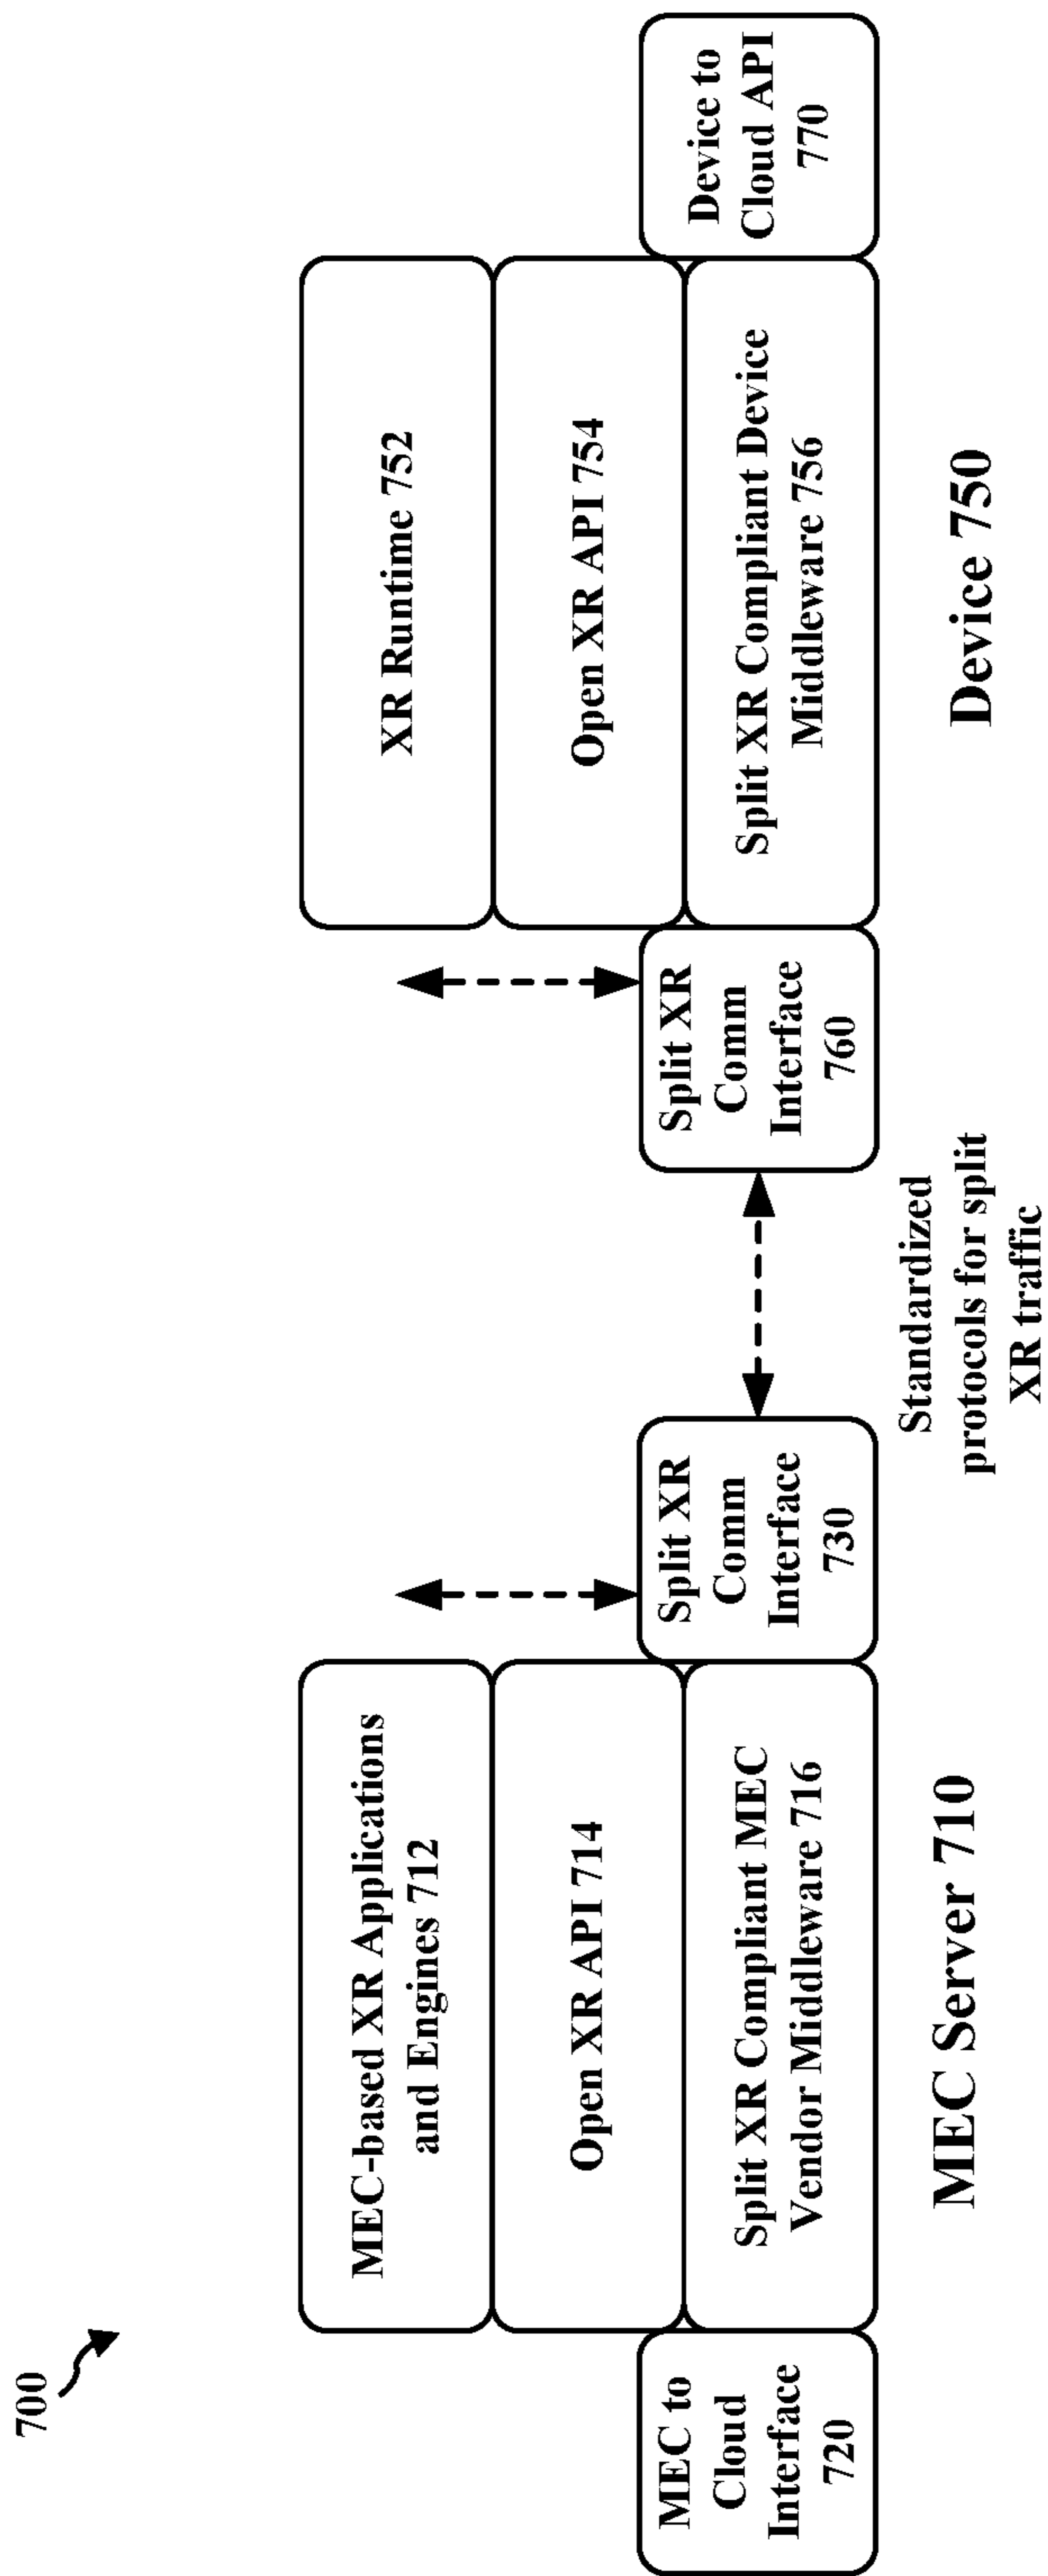 700
MEC-based XR Applications
and Engines 712
Open XR API 714
Split XR Compliant MEC
Vendor Middleware 716
MEC to
Cloud
Interface
720
Split XR
Comm
Interface
730
MEC Server 710
Standardized
protocols for split
XR traffic
XR Runtime 752
Open XR API 754
Split XR Compliant Device
Middleware 756
Split XR
Comm
Interface
760
Device to
Cloud API
770
Device 750